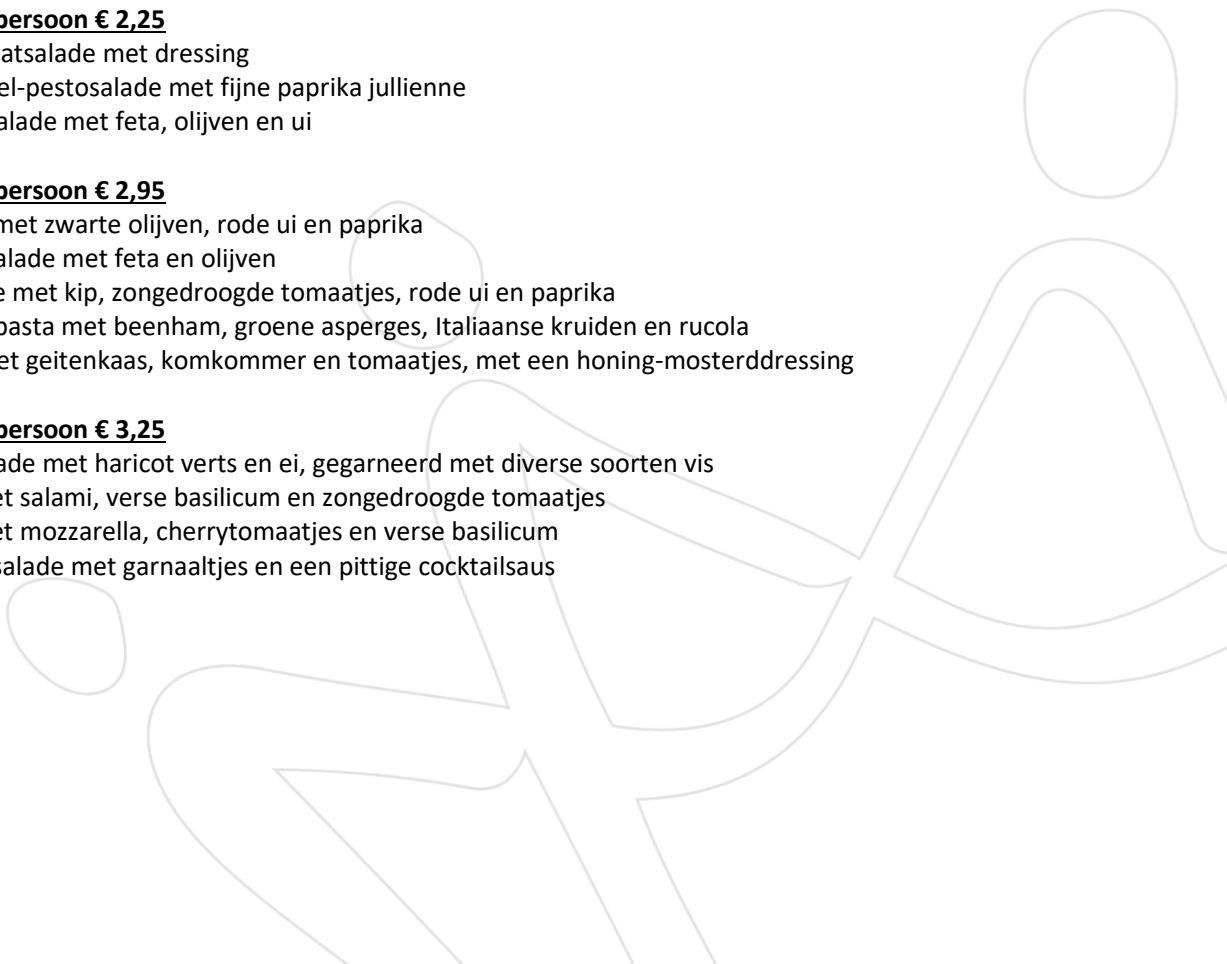 persoon € 2,25
atsalade met dressing
el-pestosalade met fijne paprika jullienne
alade met feta, olijven en ui
persoon € 2,95
met zwarte olijven, rode ui en paprika
alade met feta en olijven
e met kip, zongedroogde tomaatjes, rode ui en paprika
pasta met beenham, groene asperges, Italiaanse kruiden en rucola
et geitenkaas, komkommer en tomaatjes, met een honing-mosterddressing
persoon € 3,25
ade met haricot verts en ei, gegarneerd met diverse soorten vis
et salami, verse basilicum en zongedroogde tomaatjes
et mozzarella, cherrytomaatjes en verse basilicum
salade met garnaaltjes en een pittige cocktailsaus